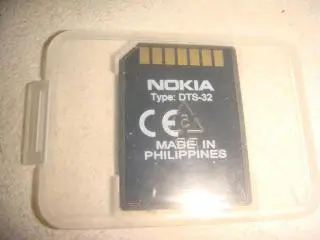 NOKIA
Type: DTS-32
CE
MADE IN
PHILIPPINES